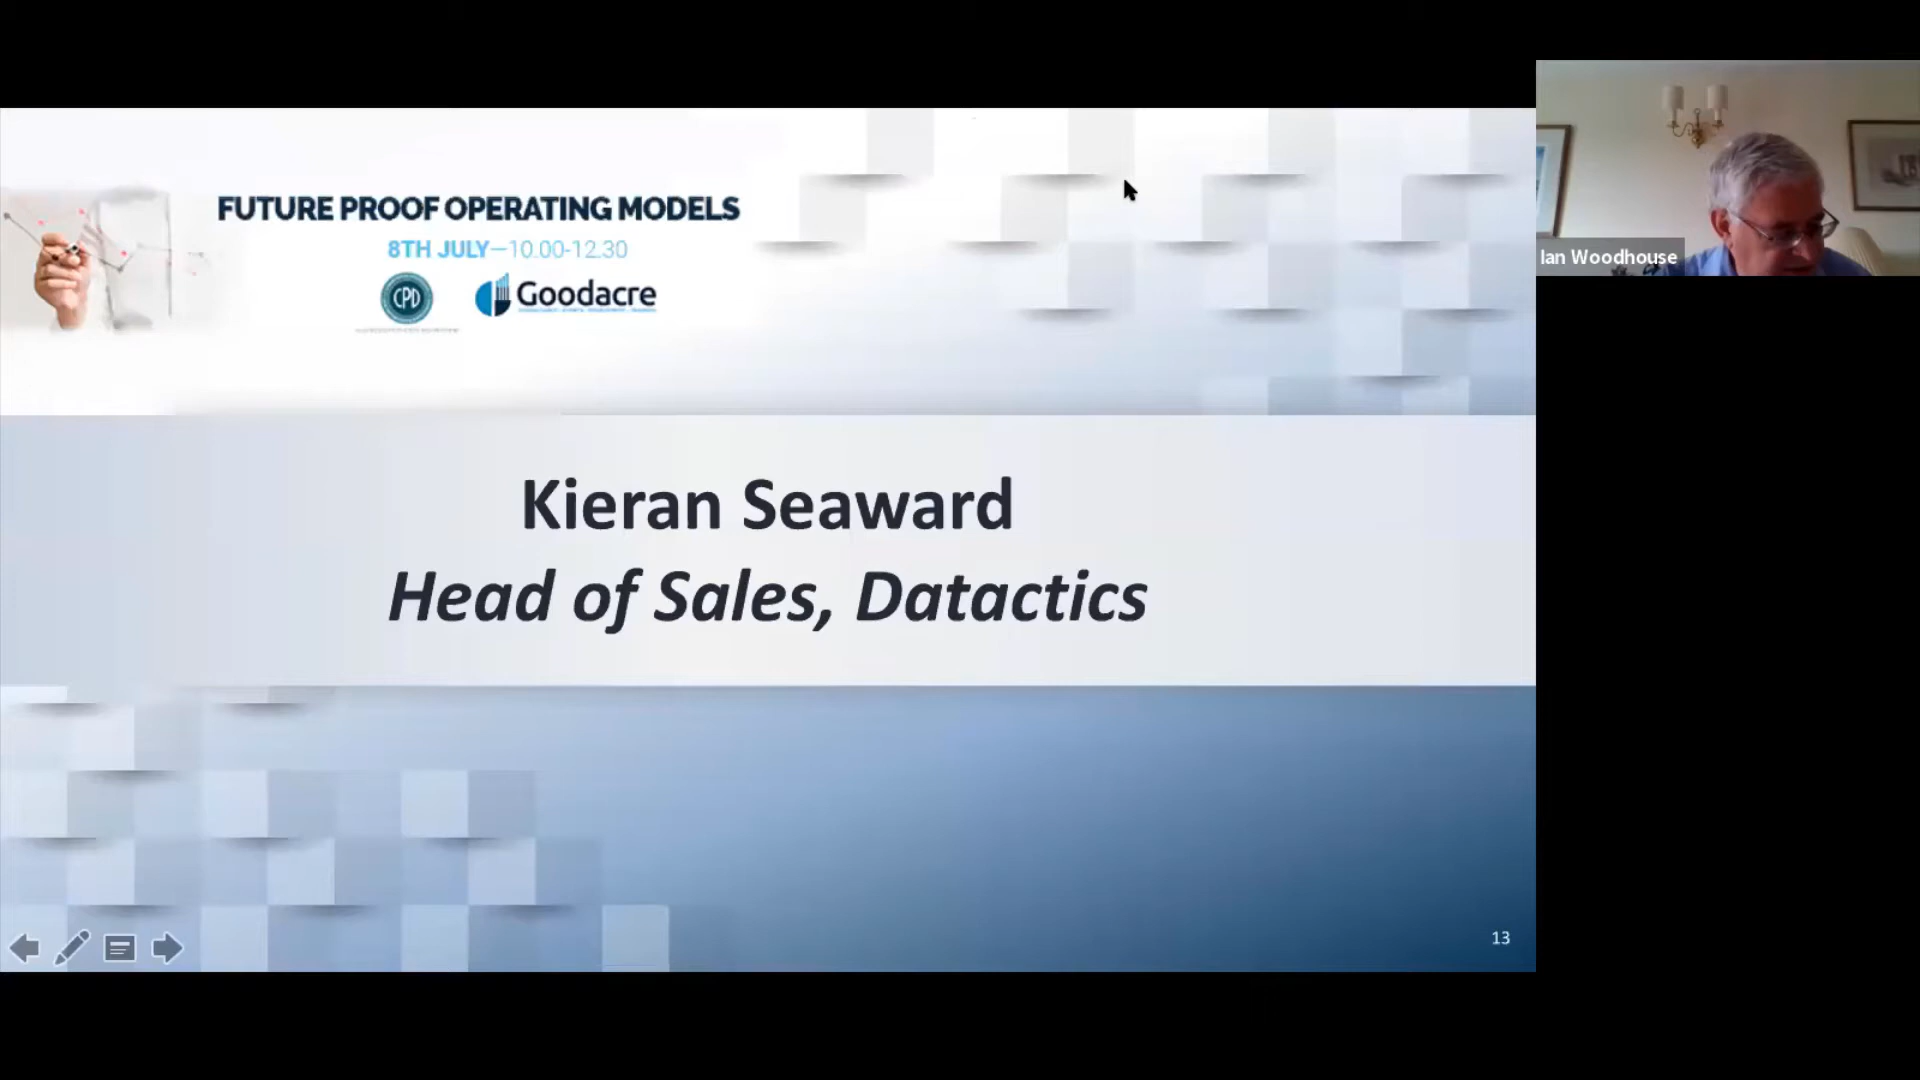 FUTURE PROOF OPERATING MODELS
8TH JULY—10.00-12.30
CPD
Goodacre
Ian Woodhouse
Kieran Seaward
Head of Sales, Datactics
13